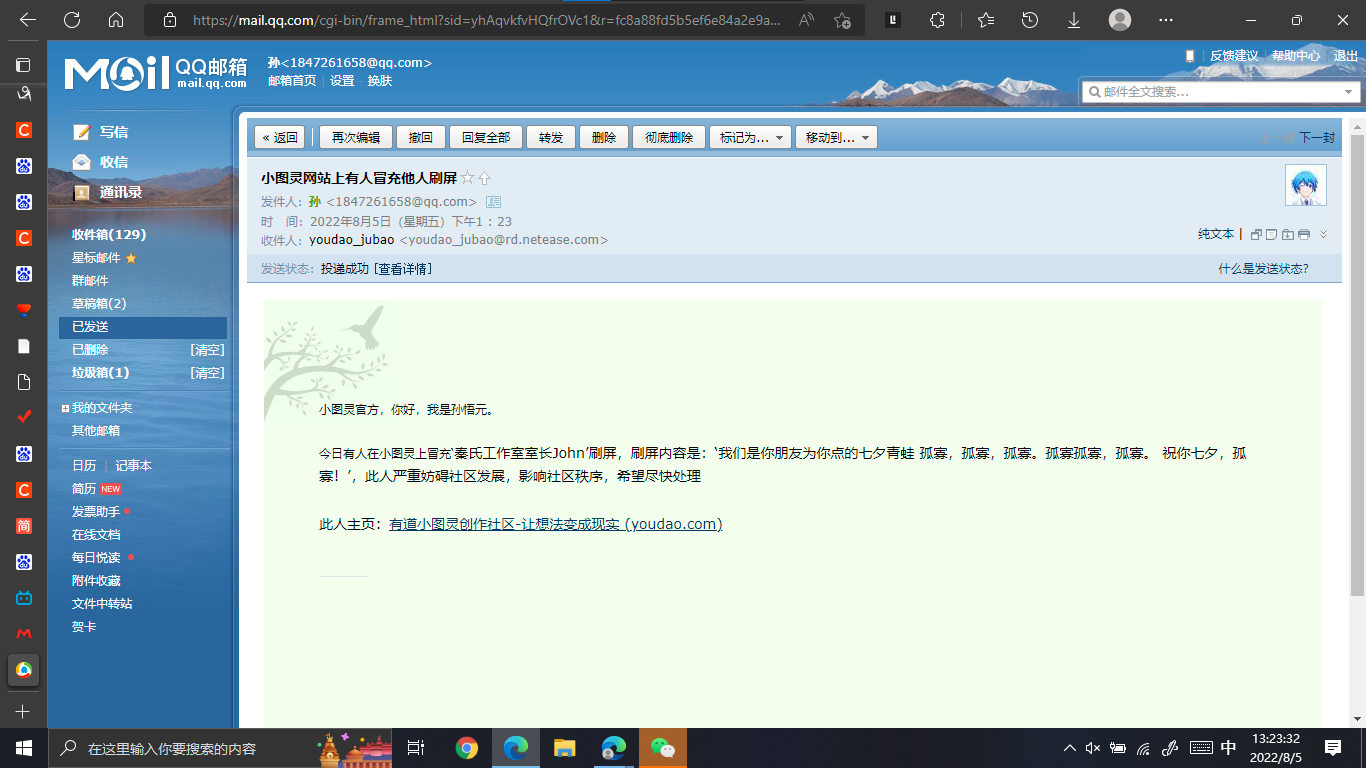 https://mail.qq.com/cgi-bin/frame_html?sid=yhAqvkfvHQfrOVc1&r=fc8a88fd5b5ef6e84a2e9a...
Mail QQ邮箱
mail.qq.com
孙<1847261658@qq.com>
邮箱首页 | 设置 - 换肤
反馈建议 | 帮助中心 | 退出
邮件全文搜索...
写信
收信
通讯录
收件箱(129)
星标邮件
群邮件
草稿箱(2)
已发送
已删除 [清空]
垃圾箱(1) [清空]
我的文件夹
其他邮箱
日历 | 记事本
简历 NEW
发票助手
在线文档
每日悦读
附件收藏
文件中转站
贺卡
« 返回 再次编辑 撤回 回复全部 转发 删除 彻底删除 标记为... 移动到...
上一封 下一封
小图灵网站上有人冒充他人刷屏
发件人：孙 <1847261658@qq.com>
时 间：2022年8月5日（星期五）下午1：23
收件人：youdao_jubao <youdao_jubao@rd.netease.com>
纯文本 |
发送状态：投递成功 [查看详情]
什么是发送状态？
小图灵官方，你好，我是孙悟元。
今日有人在小图灵上冒充‘秦氏工作室室长John’刷屏，刷屏内容是：‘我们是你朋友为你点的七夕青蛙 孤寡，孤寡，孤寡。孤寡孤寡，孤寡。 祝你七夕，孤
寡！’，此人严重妨碍社区发展，影响社区秩序，希望尽快处理
此人主页：有道小图灵创作社区-让想法变成现实 (youdao.com)
在这里输入你要搜索的内容
中
13:23:32
2022/8/5